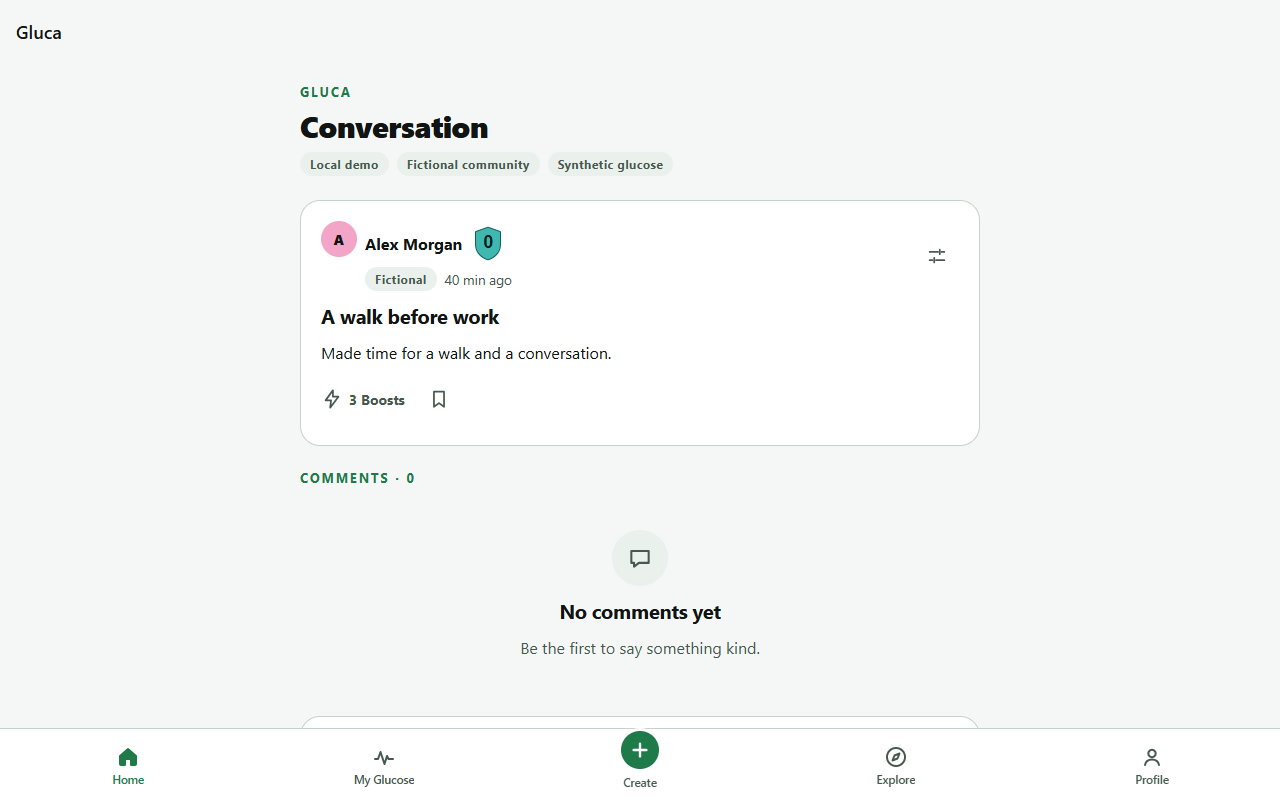 Gluca
GLUCA
Conversation
Local demo Fictional community Synthetic glucose
A Alex Morgan 0
Fictional 40 min ago
A walk before work
Made time for a walk and a conversation.
3 Boosts
COMMENTS · 0
No comments yet
Be the first to say something kind.
Home My Glucose Create Explore Profile